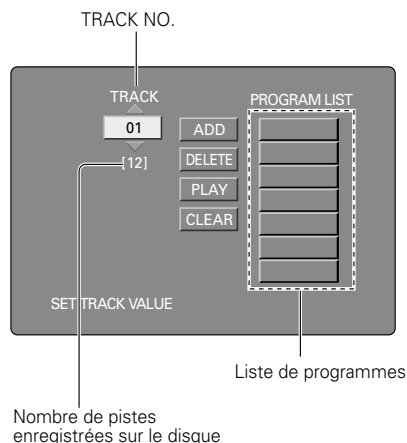 TRACK NO.
TRACK
PROGRAM LIST
01
ADD
[12]
DELETE
PLAY
CLEAR
SET TRACK VALUE
Liste de programmes
Nombre de pistes
enregistrées sur le disque